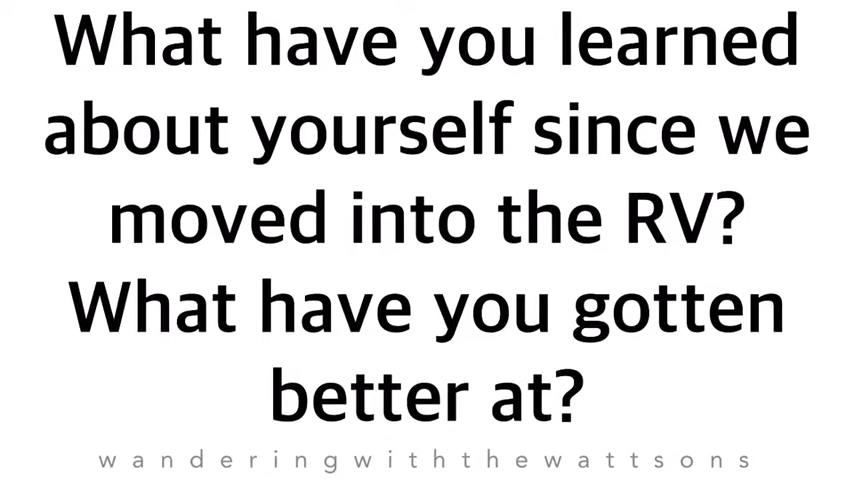 What have you learned
about yourself since we
moved into the RV?
What have you gotten
better at?
wanderingwiththewattsons